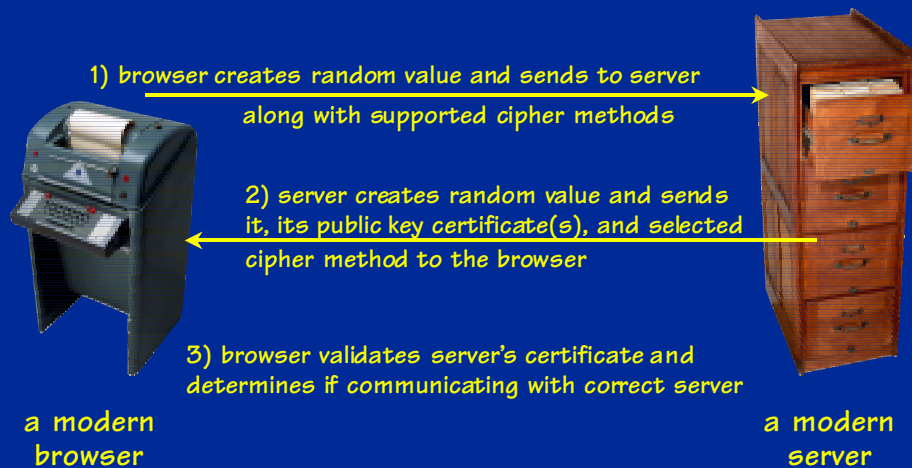 1) browser creates random value and sends to server
along with supported cipher methods
2) server creates random value and sends
it, its public key certificate(s), and selected
cipher method to the browser
3) browser validates server’s certificate and
determines if communicating with correct server
a modern
browser
a modern
server